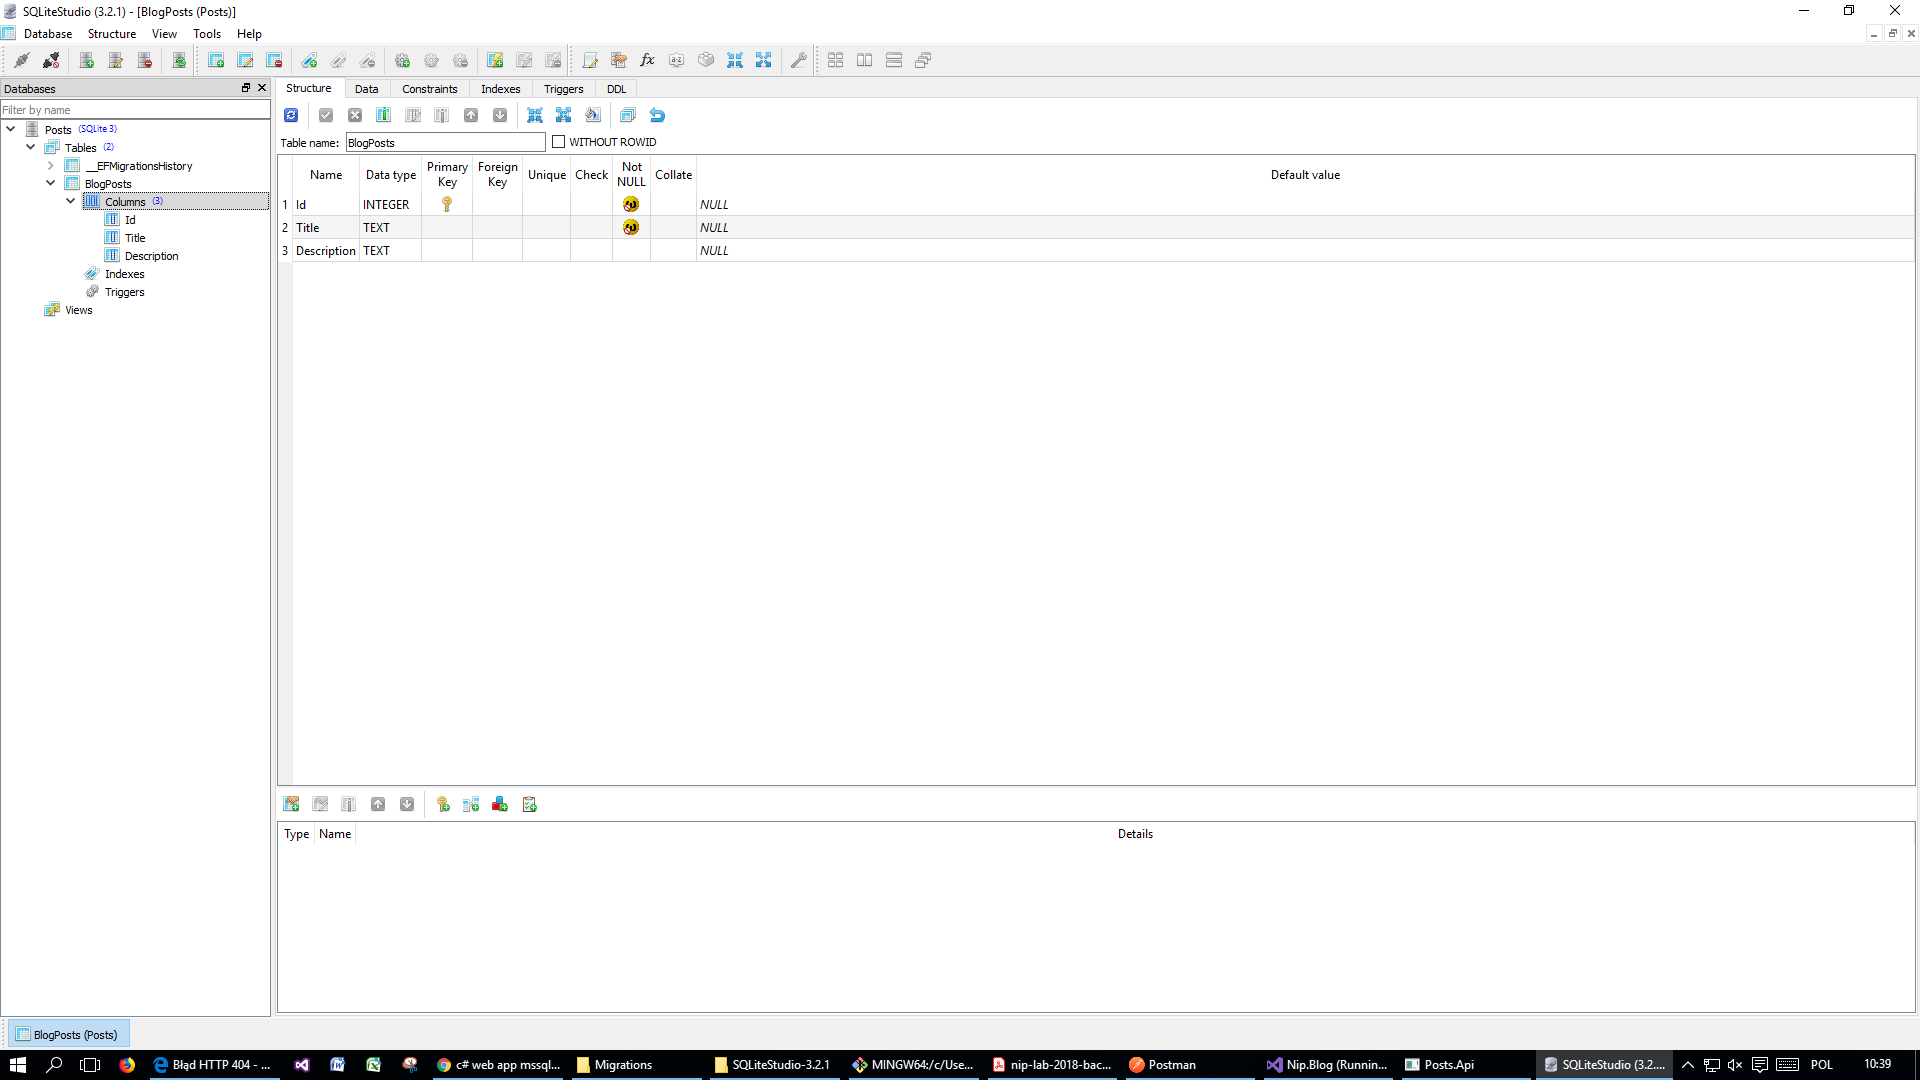 SQLiteStudio (3.2.1) - [BlogPosts (Posts)]
Database Structure View Tools Help
Databases
Filter by name
Posts (SQLite 3)
Tables (2)
__EFMigrationsHistory
BlogPosts
Columns (3)
Id
Title
Description
Indexes
Triggers
Views
Structure Data Constraints Indexes Triggers DDL
Table name: BlogPosts WITHOUT ROWID
Name Data type Primary Key Foreign Key Unique Check Not NULL Collate Default value
1 Id INTEGER NULL
2 Title TEXT NULL
3 Description TEXT NULL
Type Name Details
BlogPosts (Posts)
Błąd HTTP 404 - ... c# web app mssql... Migrations SQLiteStudio-3.2.1 MINGW64:/c/Use... nip-lab-2018-bac... Postman Nip.Blog (Runnin... Posts.Api SQLiteStudio (3.2.... POL 10:39